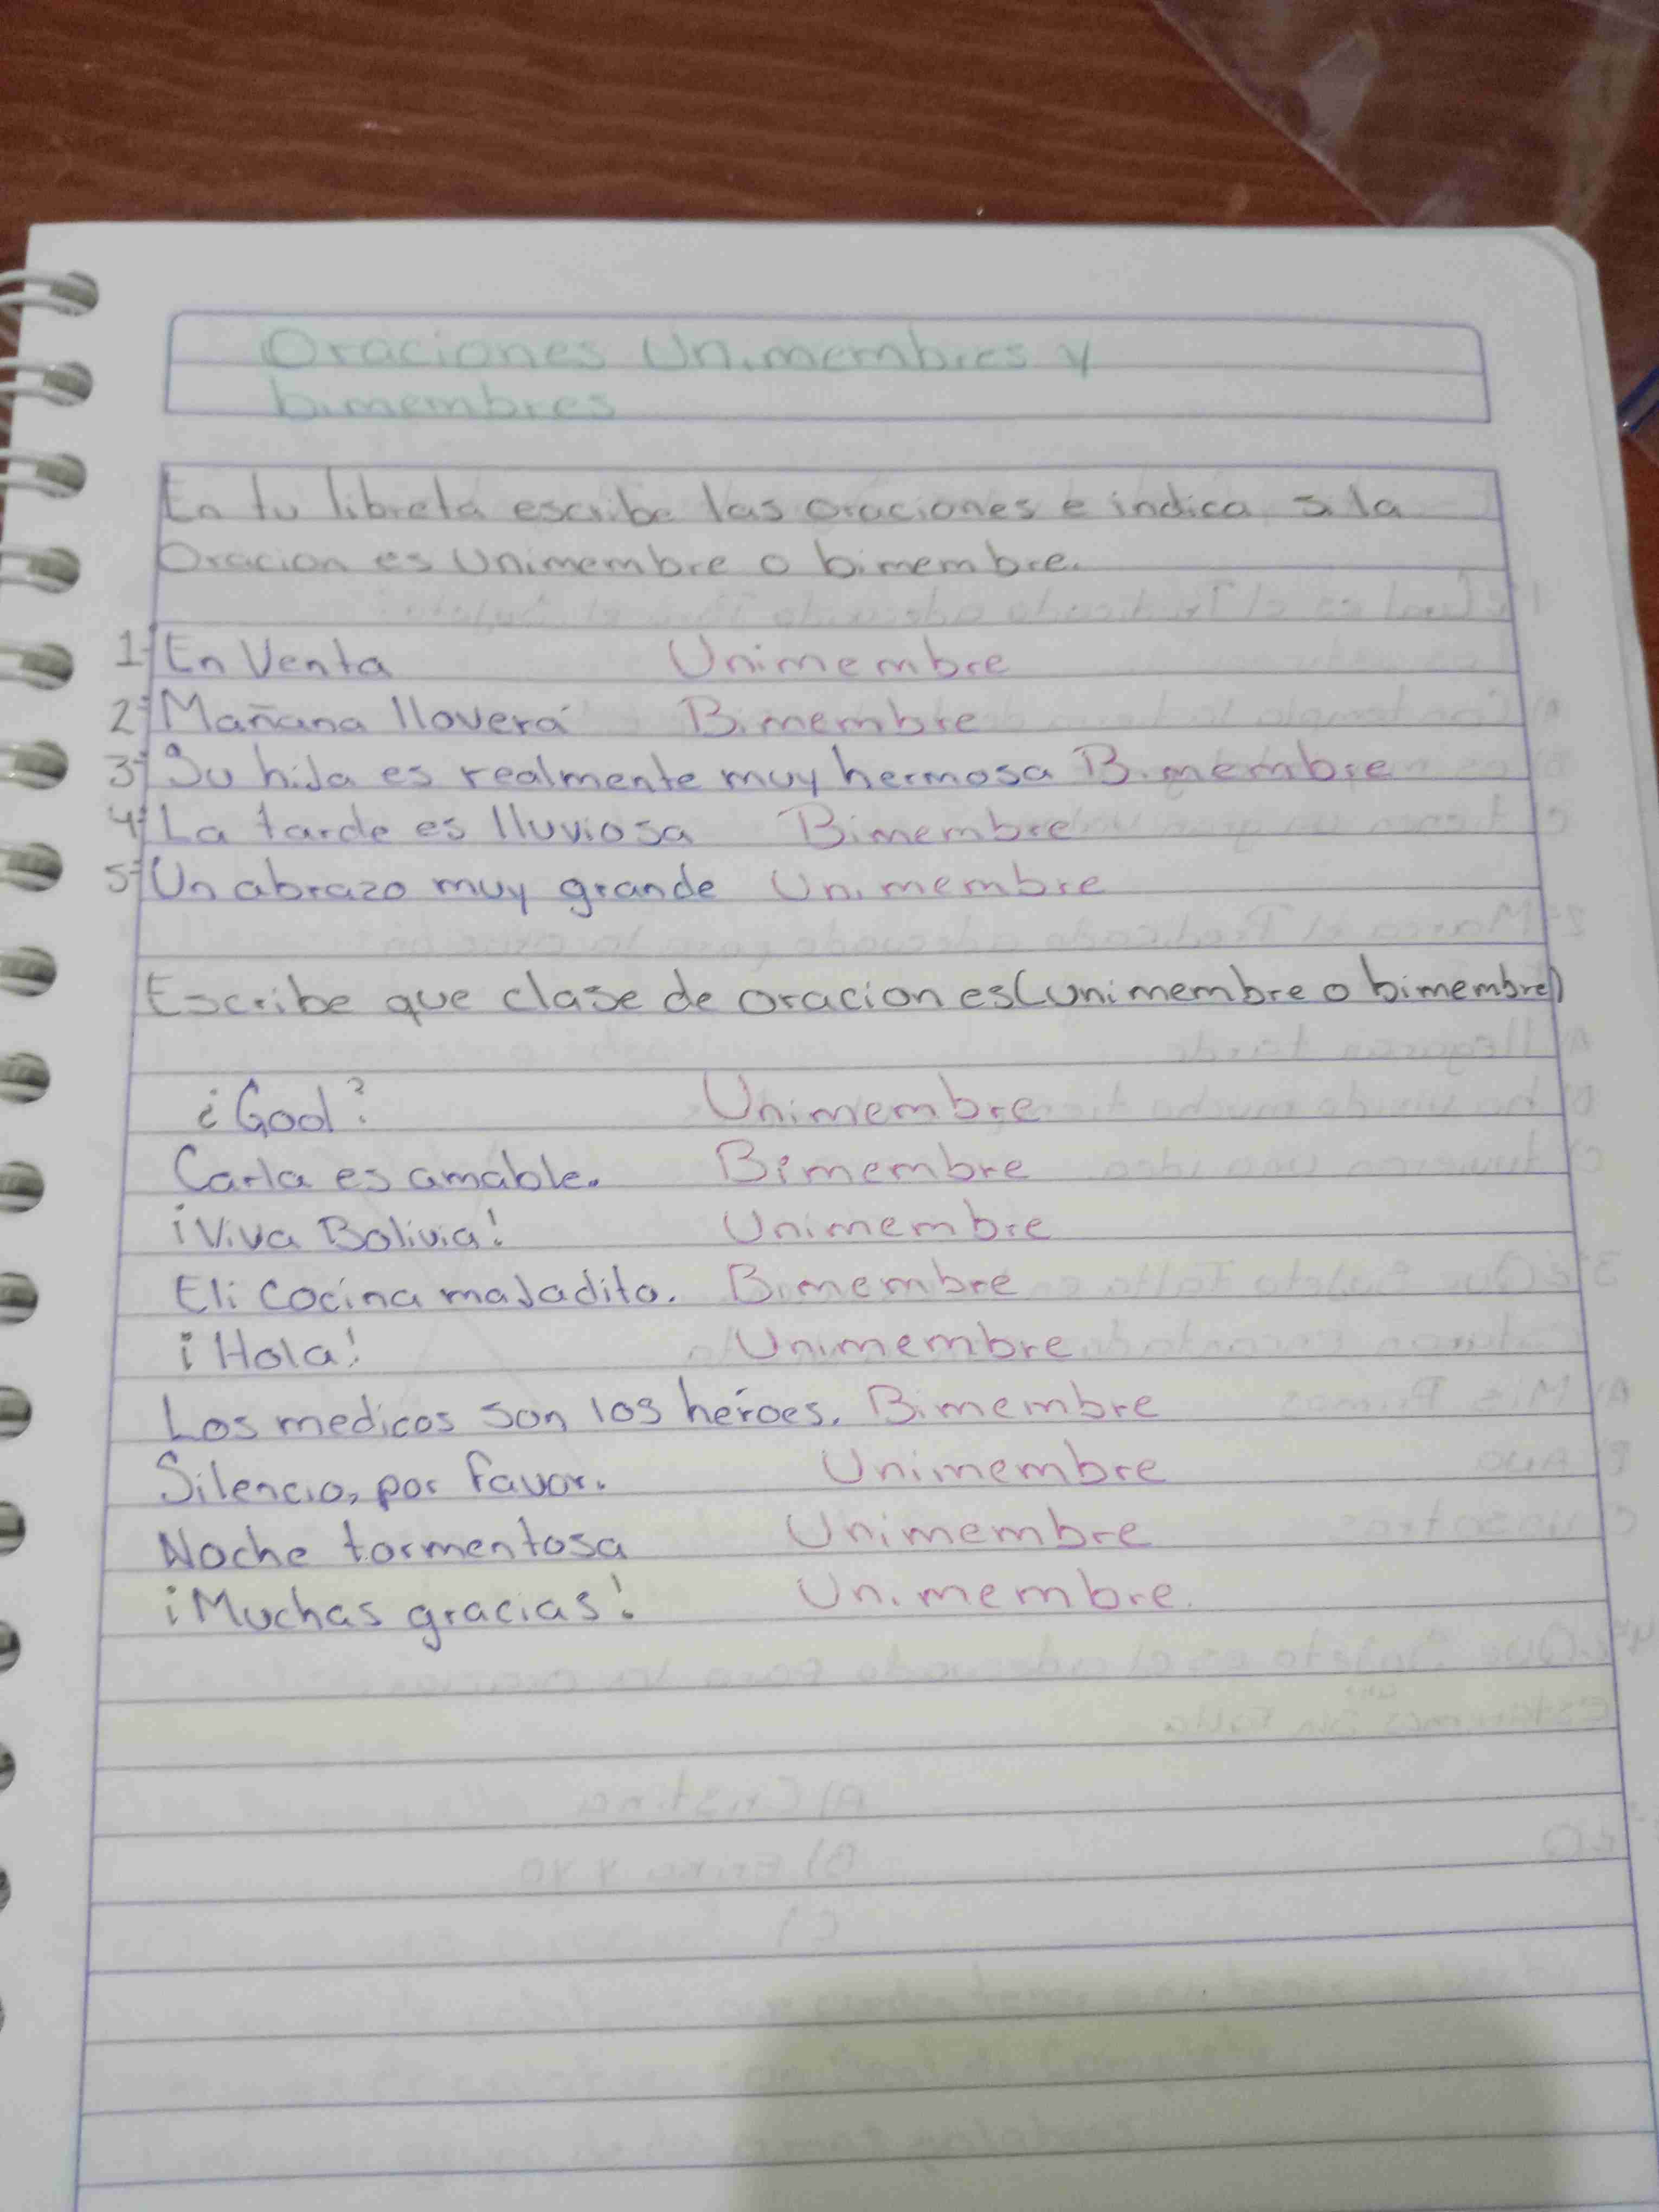 Oraciones Unimembres y
bimembres
En tu libreta escribe las oraciones e indica si la
Oracion es Unimembre o bimembre.
1- En Venta Unimembre
2- Mañana lloverá Bimembre
3- Su hija es realmente muy hermosa Bimembre
4- La tarde es lluviosa Bimembre
5- Un abrazo muy grande Unimembre
Escribe que clase de oracion es (unimembre o bimembre)
¿Gool? Unimembre
Carla es amable. Bimembre
¡Viva Bolivia! Unimembre
Eli cocina majadito. Bimembre
¡Hola! Unimembre
Los medicos son los héroes. Bimembre
Silencio, por favor. Unimembre
Noche tormentosa Unimembre
¡Muchas gracias! Unimembre.